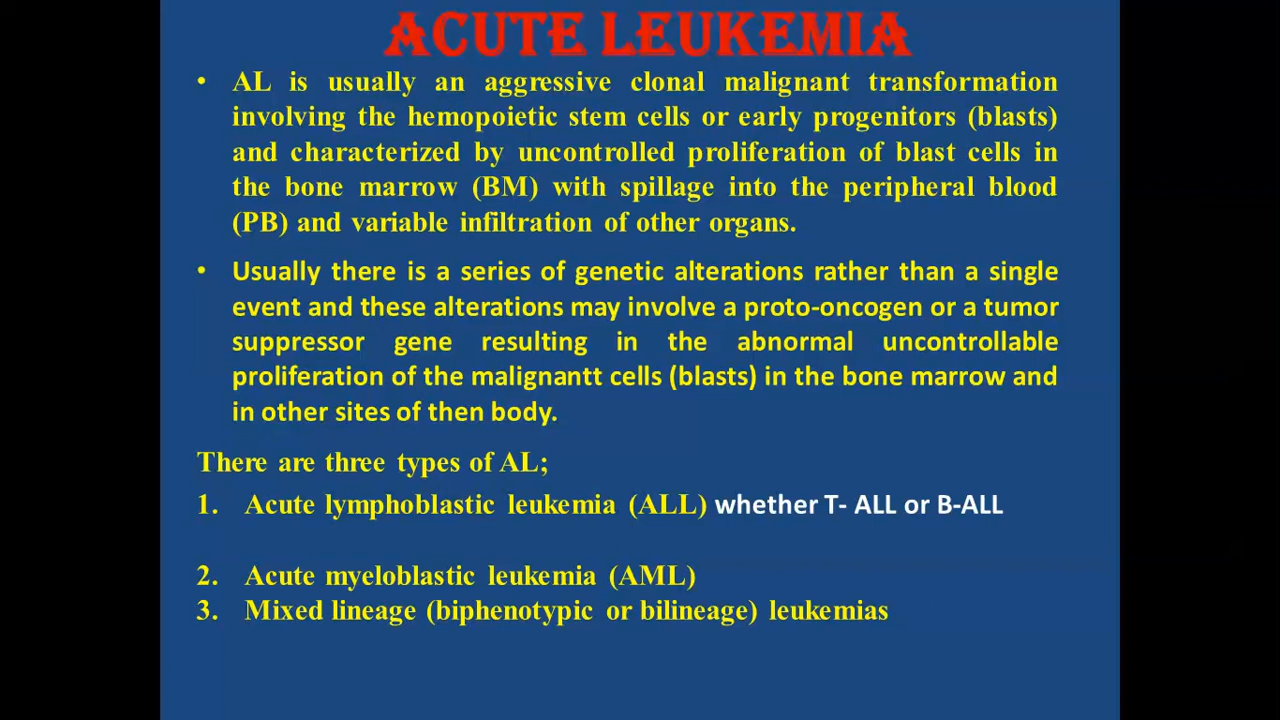 ACUTE LEUKEMIA
• AL is usually an aggressive clonal malignant transformation
involving the hemopoietic stem cells or early progenitors (blasts)
and characterized by uncontrolled proliferation of blast cells in
the bone marrow (BM) with spillage into the peripheral blood
(PB) and variable infiltration of other organs.
• Usually there is a series of genetic alterations rather than a single
event and these alterations may involve a proto-oncogen or a tumor
suppressor gene resulting in the abnormal uncontrollable
proliferation of the malignantt cells (blasts) in the bone marrow and
in other sites of then body.
There are three types of AL;
1. Acute lymphoblastic leukemia (ALL) whether T- ALL or B-ALL
2. Acute myeloblastic leukemia (AML)
3. Mixed lineage (biphenotypic or bilineage) leukemias